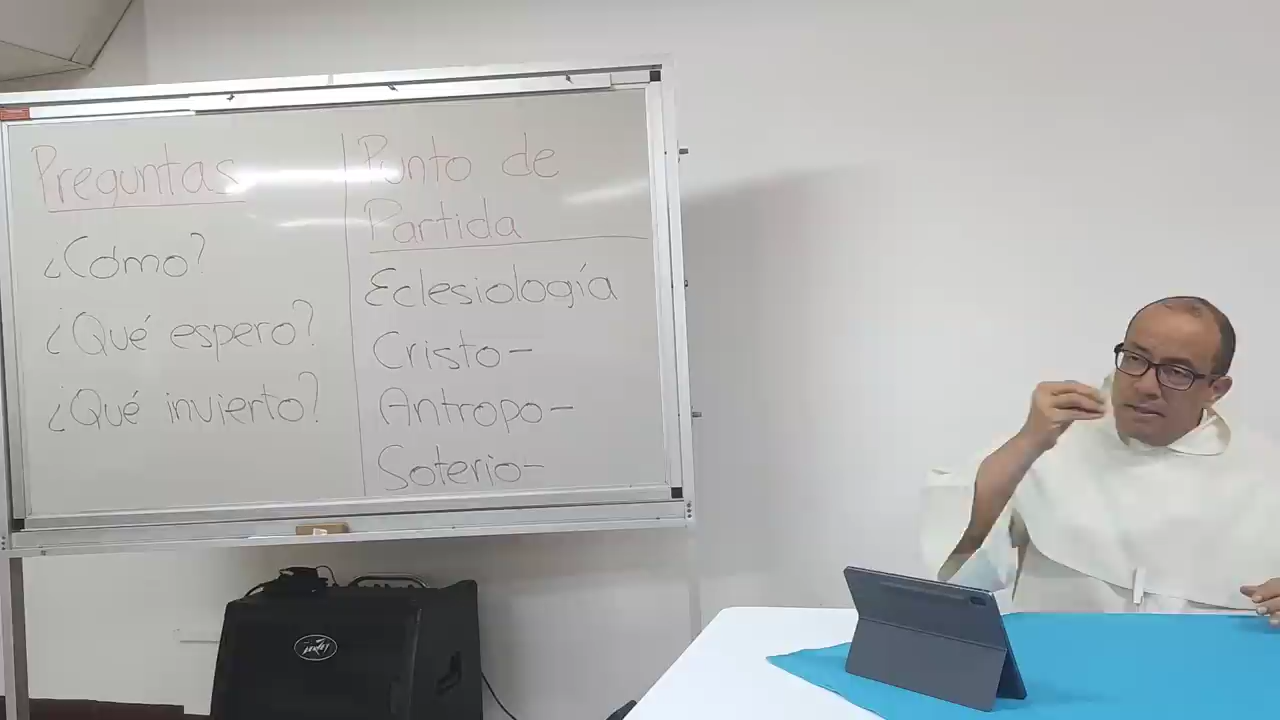 Preguntas
¿Cómo?
¿Qué espero?
¿Qué invierto?
Punto de
Partida
Eclesiología
Cristo-
Antropo-
Soterio-